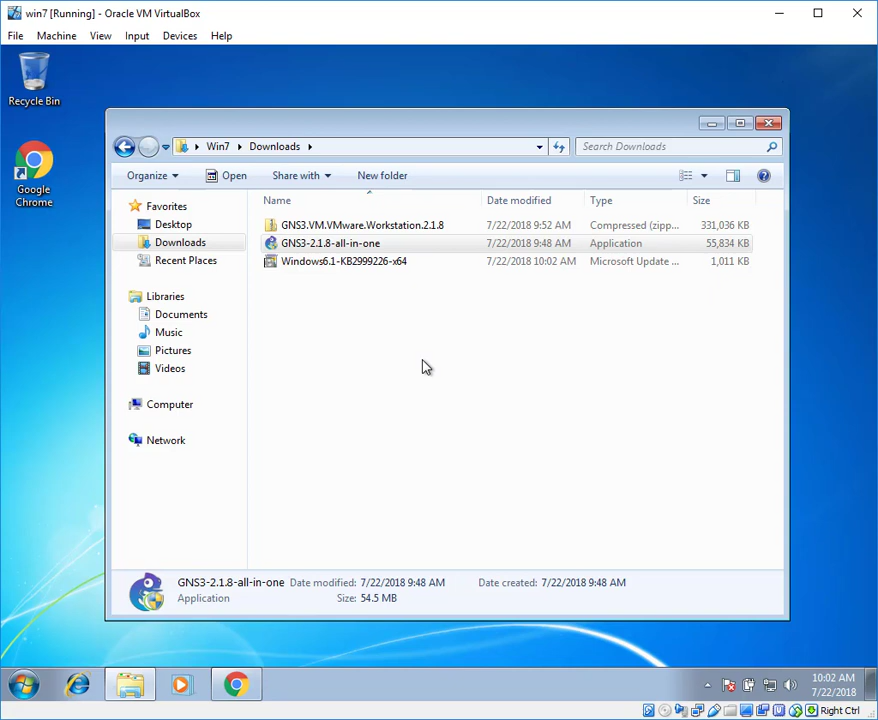 win7 [Running] - Oracle VM VirtualBox
File Machine View Input Devices Help
Recycle Bin
Google Chrome
Win7 Downloads
Search Downloads
Organize Open Share with New folder
Name Date modified Type Size
GNS3.VM.VMware.Workstation.2.1.8 7/22/2018 9:52 AM Compressed (zipp... 331,036 KB
GNS3-2.1.8-all-in-one 7/22/2018 9:48 AM Application 55,834 KB
Windows6.1-KB2999226-x64 7/22/2018 10:02 AM Microsoft Update ... 1,011 KB
Favorites
Desktop
Downloads
Recent Places
Libraries
Documents
Music
Pictures
Videos
Computer
Network
GNS3-2.1.8-all-in-one Date modified: 7/22/2018 9:48 AM Date created: 7/22/2018 9:48 AM
Application Size: 54.5 MB
10:02 AM
7/22/2018
Right Ctrl